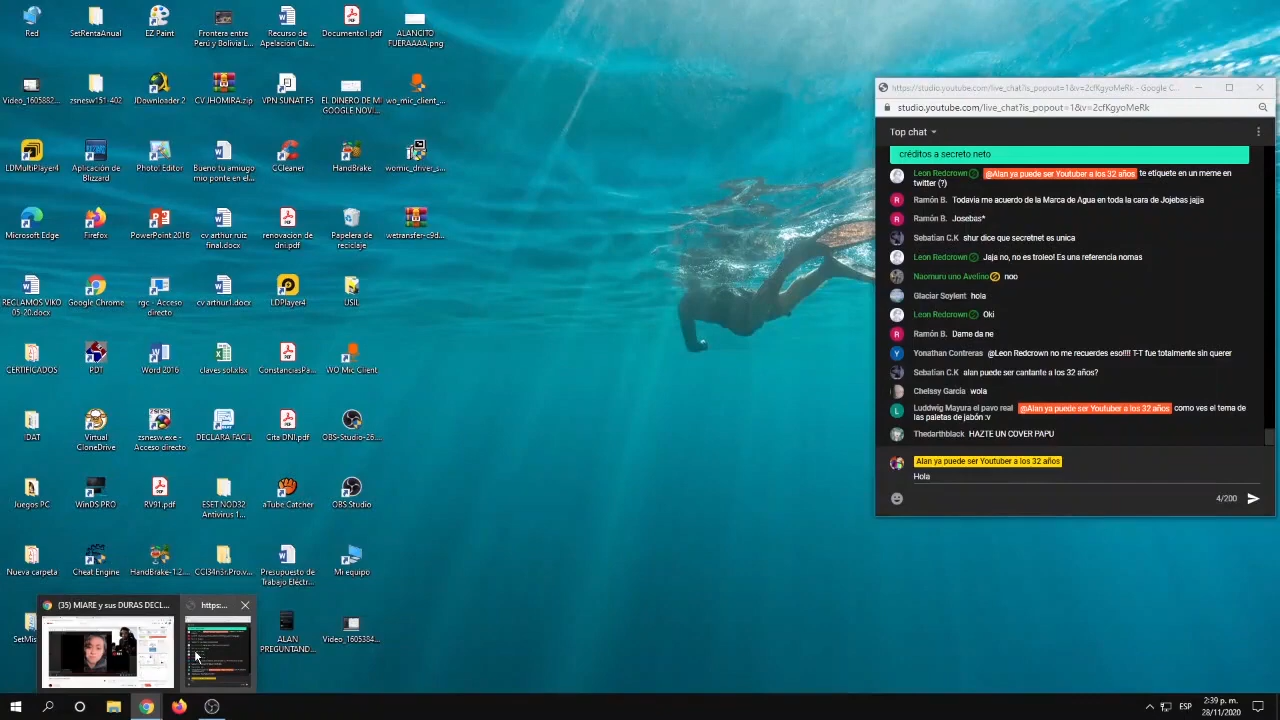 Red
SetRentaAnual
EZ Paint
Frontera entre
Perú y Bolivia L...
Recurso de
Apelacion Cla...
Documento1.pdf
ALANCITO
FUERAAAA.png
Video_1605882...
zsnesw151-402
JDownloader 2
CV JHOMIRA.zip
VPN SUNAT F5
EL DINERO DE MI
GOOGLE NOVI...
wo_mic_client_...
LDMultiPlayer4
Aplicación de
Blizzard
Photo! Editor
Bueno tu amiguo
mio ponte en el...
CCleaner
HandBrake
womic_driver_s...
Microsoft Edge
Firefox
PowerPoint 2016
cv arthur ruiz
final.docx
renovacion de
dni.pdf
Papelera de
reciclaje
wetransfer-c9d...
RECLAMOS VIKO
05-20.docx
Google Chrome
rgc - Acceso
directo
cv arthur1.docx
LDPlayer4
USIL
CERTIFICADOS
PDT
Word 2016
claves sol.xlsx
ConstanciasPa...
WO Mic Client
IDAT
Virtual
CloneDrive
zsnesw.exe -
Acceso directo
DECLARA FACIL
Cita DNI.pdf
OBS-Studio-26....
Juegos PC
WinDS PRO
RV91.pdf
ESET NOD32
Antivirus 1...
aTube Catcher
OBS Studio
Nueva carpeta
Cheat Engine
HandBrake-1.2....
CCl34n3r.Pro.w...
Presupuesto de
Trabajo Eléctr...
Mi equipo
SetMis
ALAN
PREGUNTAND...
Video_1605384...
(35) MIARE y sus DURAS DECL...
https:...
https://studio.youtube.com/live_chat?is_popout=1&v=2cfKgyoMeRk - Google C...
studio.youtube.com/live_chat?is_popout=1&v=2cfKgyoMeRk
Top chat
créditos a secreto neto
Leon Redcrown @Alan ya puede ser Youtuber a los 32 años te etiquete en un meme en
twitter (?)
Ramón B. Todavia me acuerdo de la Marca de Agua en toda la cara de Jojebas jajja
Ramón B. Josebas*
Sebatian C.K shur dice que secretnet es unica
Leon Redcrown Jaja no, no es troleo! Es una referencia nomas
Naomuru uno Avelino noo
Glaciar Soylent hola
Leon Redcrown Oki
Ramón B. Dame da ne
Yonathan Contreras @Leon Redcrown no me recuerdes eso!!!! T-T fue totalmente sin querer
Sebatian C.K alan puede ser cantante a los 32 años?
Chelssy Garcia wola
Luddwig Mayura el pavo real @Alan ya puede ser Youtuber a los 32 años como ves el tema de
las paletas de jabón :v
Thedarthblack HAZTE UN COVER PAPU
Alan ya puede ser Youtuber a los 32 años
Hola
4/200
ESP
2:39 p. m.
28/11/2020